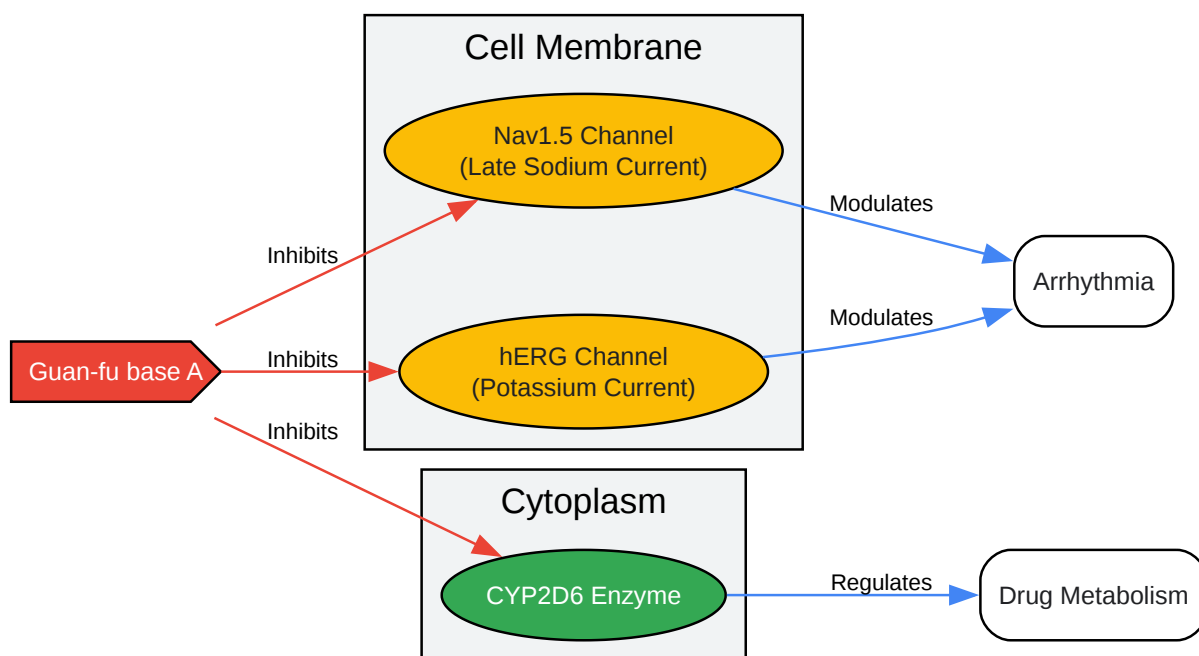 Cell Membrane
Nav1.5 Channel
(Late Sodium Current)
Modulates
Inhibits
Arrhythmia
Modulates
hERG Channel
(Potassium Current)
Inhibits
Guan-fu base A
Inhibits
Cytoplasm
CYP2D6 Enzyme
Regulates
Drug Metabolism